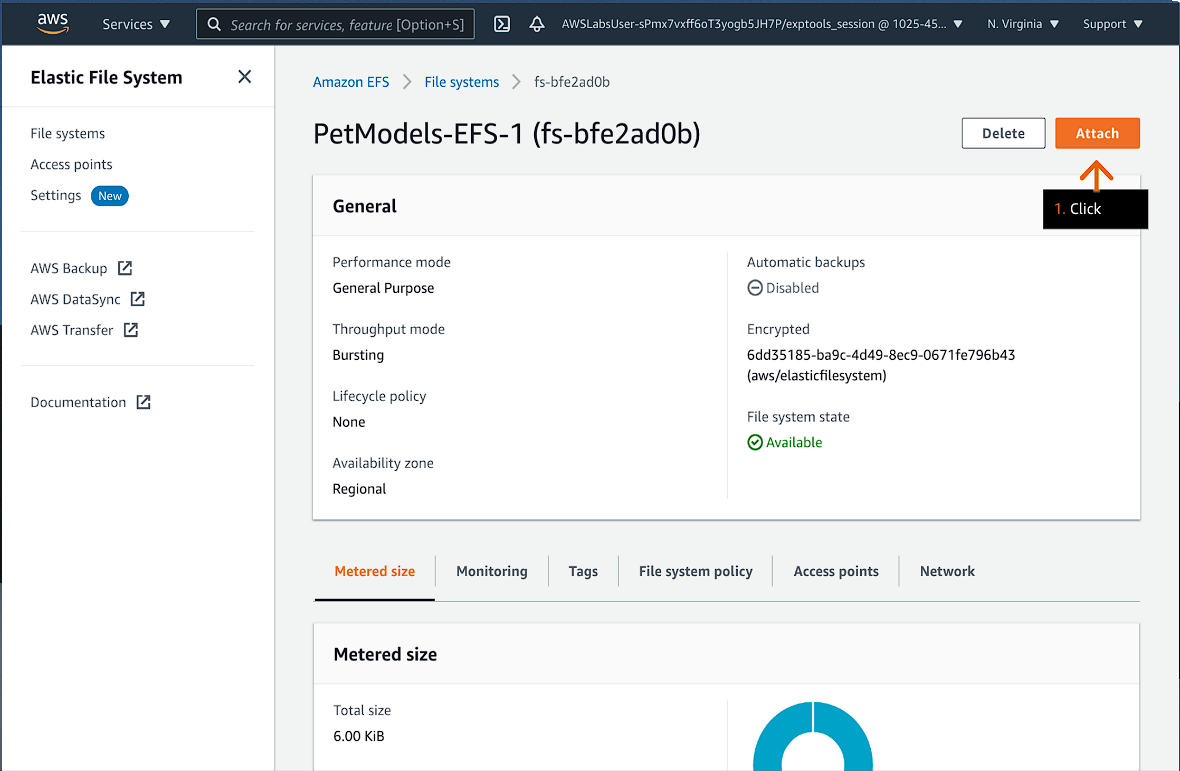 aws
Services
Search for services, feature [Option+S]
AWSLabsUser-sPmx7vxff6oT3yogb5JH7P/exptools_session @ 1025-45...
N. Virginia
Support
Elastic File System
File systems
Access points
Settings New
AWS Backup
AWS DataSync
AWS Transfer
Documentation
Amazon EFS
File systems
fs-bfe2ad0b
PetModels-EFS-1 (fs-bfe2ad0b)
Delete
Attach
1. Click
General
Performance mode
General Purpose
Throughput mode
Bursting
Lifecycle policy
None
Availability zone
Regional
Automatic backups
Disabled
Encrypted
6dd35185-ba9c-4d49-8ec9-0671fe796b43
(aws/elasticfilesystem)
File system state
Available
Metered size
Monitoring
Tags
File system policy
Access points
Network
Metered size
Total size
6.00 KiB